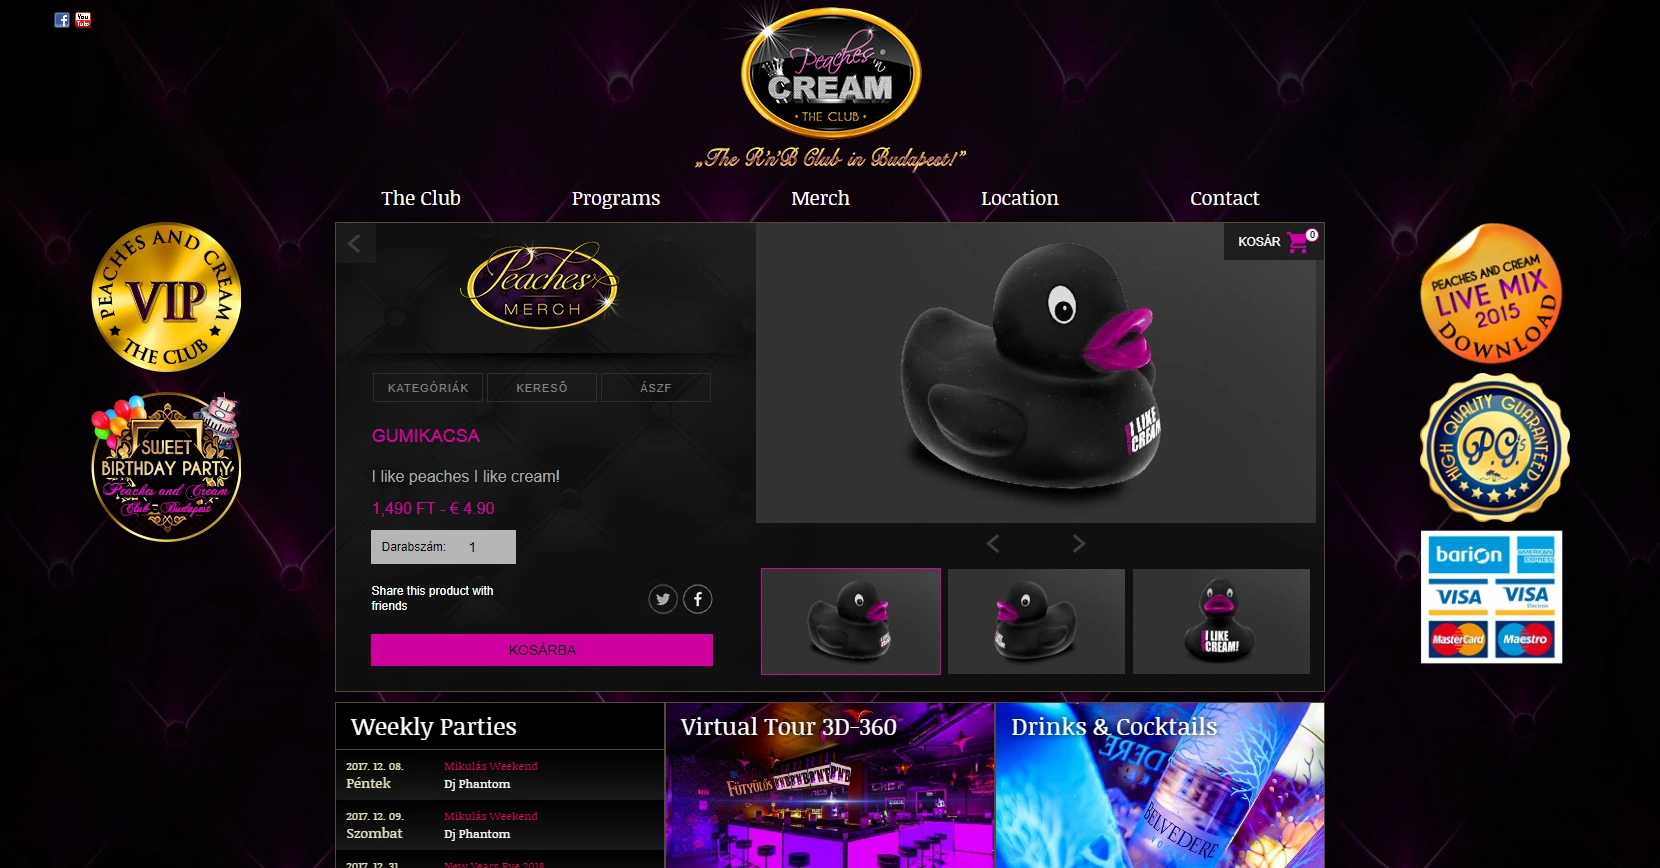 Peaches 'n'
CREAM
• THE CLUB •
„The R'n'B Club in Budapest!”
The Club
Programs
Merch
Location
Contact
PEACHES AND CREAM
VIP
THE CLUB
SWEET
BIRTHDAY PARTY
Peaches and Cream
Club - Budapest
Peaches
MERCH
KATEGÓRIÁK
KERESŐ
ÁSZF
GUMIKACSA
I like peaches I like cream!
1,490 FT - € 4.90
Darabszám: 1
Share this product with
friends
KOSÁRBA
KOSÁR 0
I LIKE
CREAM
I LIKE
CREAM!
PEACHES AND CREAM
LIVE MIX
2015
DOWNLOAD
HIGH QUALITY GUARANTEED
P.G.'s
barion
AMERICAN
EXPRESS
VISA
VISA
Electron
MasterCard
Maestro
Weekly Parties
2017. 12. 08.
Péntek
Mikulás Weekend
Dj Phantom
2017. 12. 09.
Szombat
Mikulás Weekend
Dj Phantom
2017. 12. 31.
New Years Eve 2018
Virtual Tour 3D-360
Fütyülős
Drinks & Cocktails
BELVEDERE